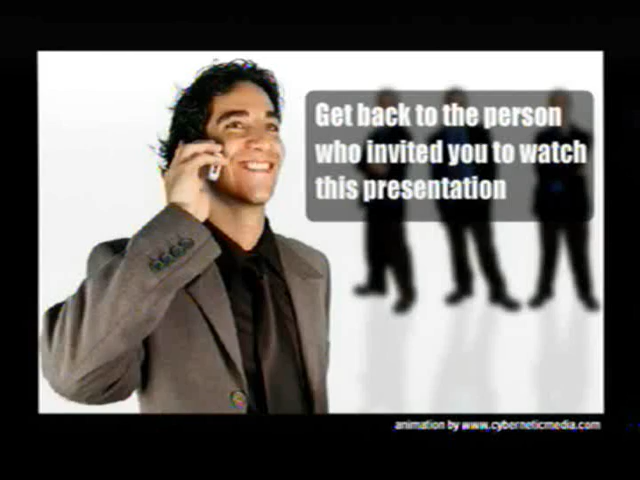 Get back to the person
who invited you to watch
this presentation
animation by www.cyberneticmedia.com